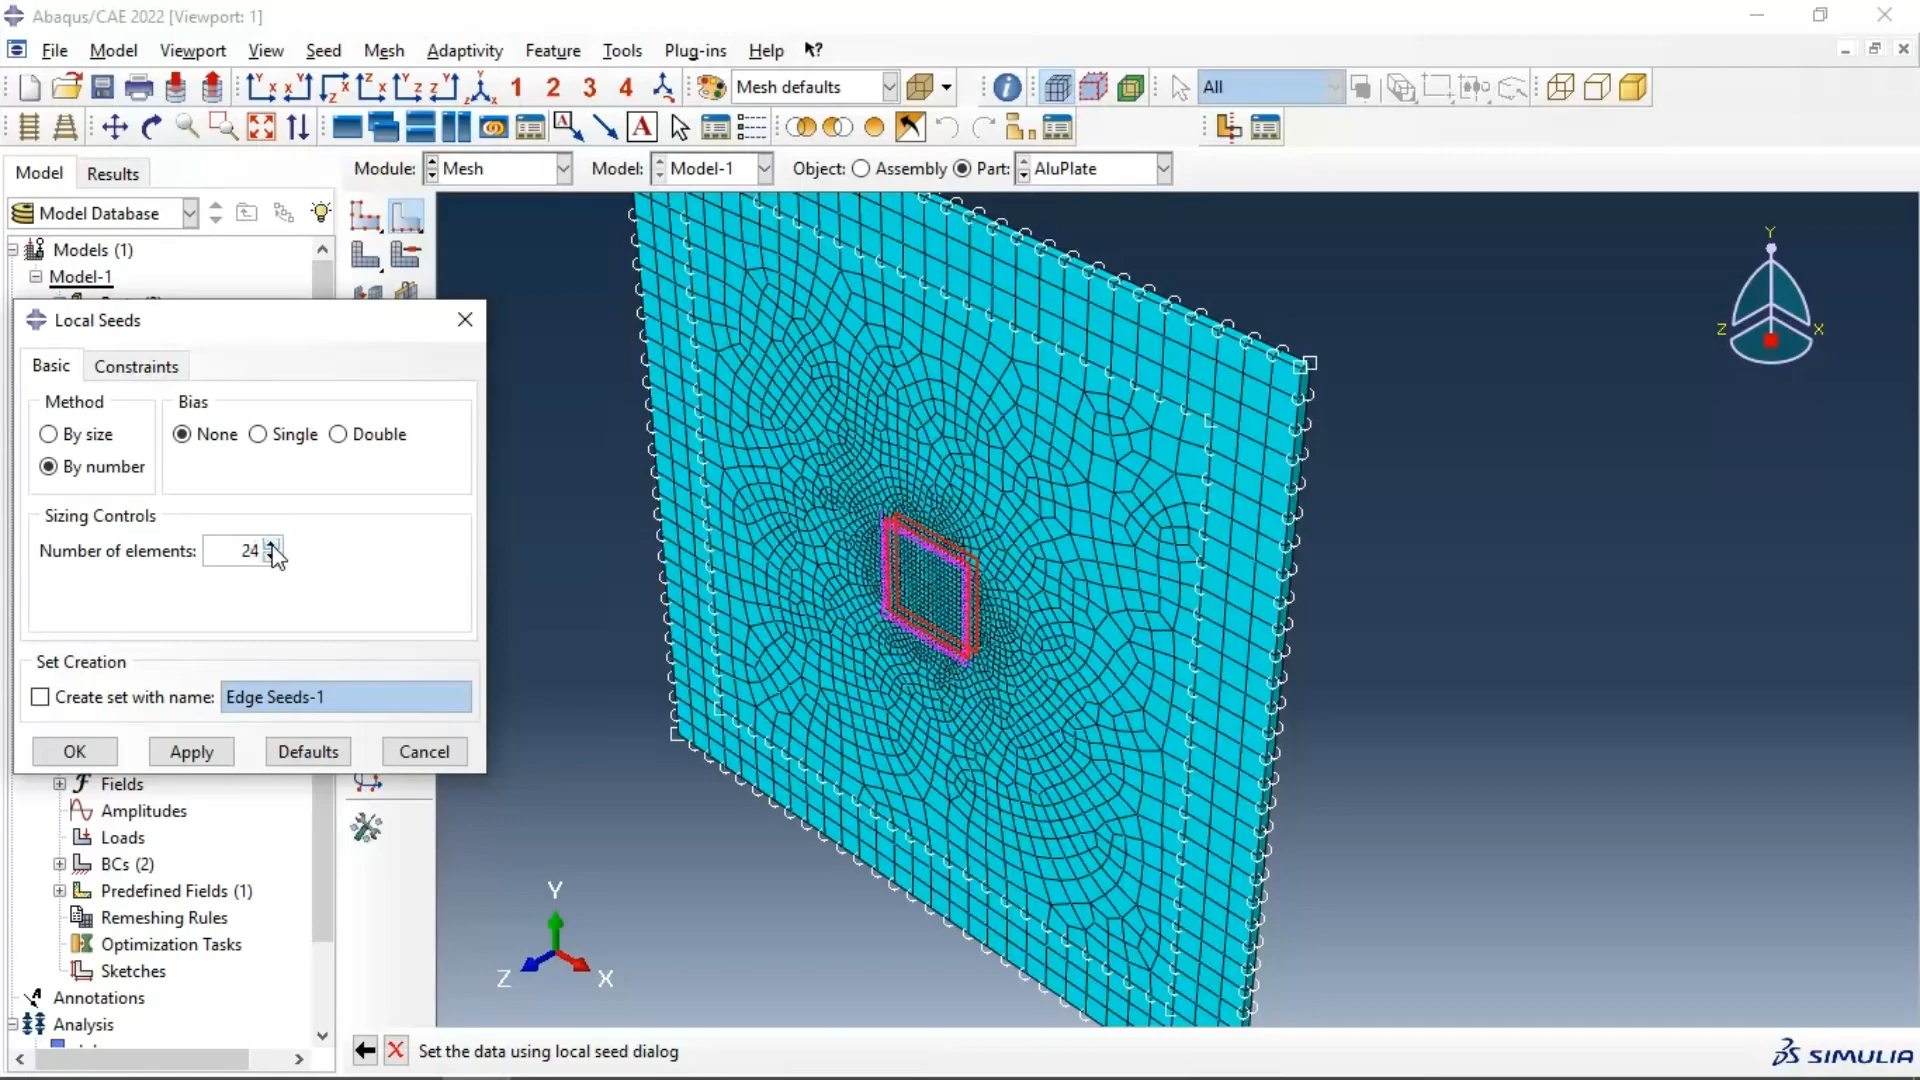 Abaqus/CAE 2022 [Viewport: 1]
File Model Viewport View Seed Mesh Adaptivity Feature Tools Plug-ins Help
1 2 3 4 Mesh defaults All
A A
Model Results Module: Mesh Model: Model-1 Object: Assembly Part: AluPlate
Model Database
Models (1)
Model-1
Local Seeds
Basic Constraints
Method Bias
By size None Single Double
By number
Sizing Controls
Number of elements: 24
Set Creation
Create set with name: Edge Seeds-1
OK Apply Defaults Cancel
Fields
Amplitudes
Loads
BCs (2)
Predefined Fields (1)
Remeshing Rules
Optimization Tasks
Sketches
Annotations
Analysis
Y
Z X
Y
Z X
Set the data using local seed dialog
SIMULIA